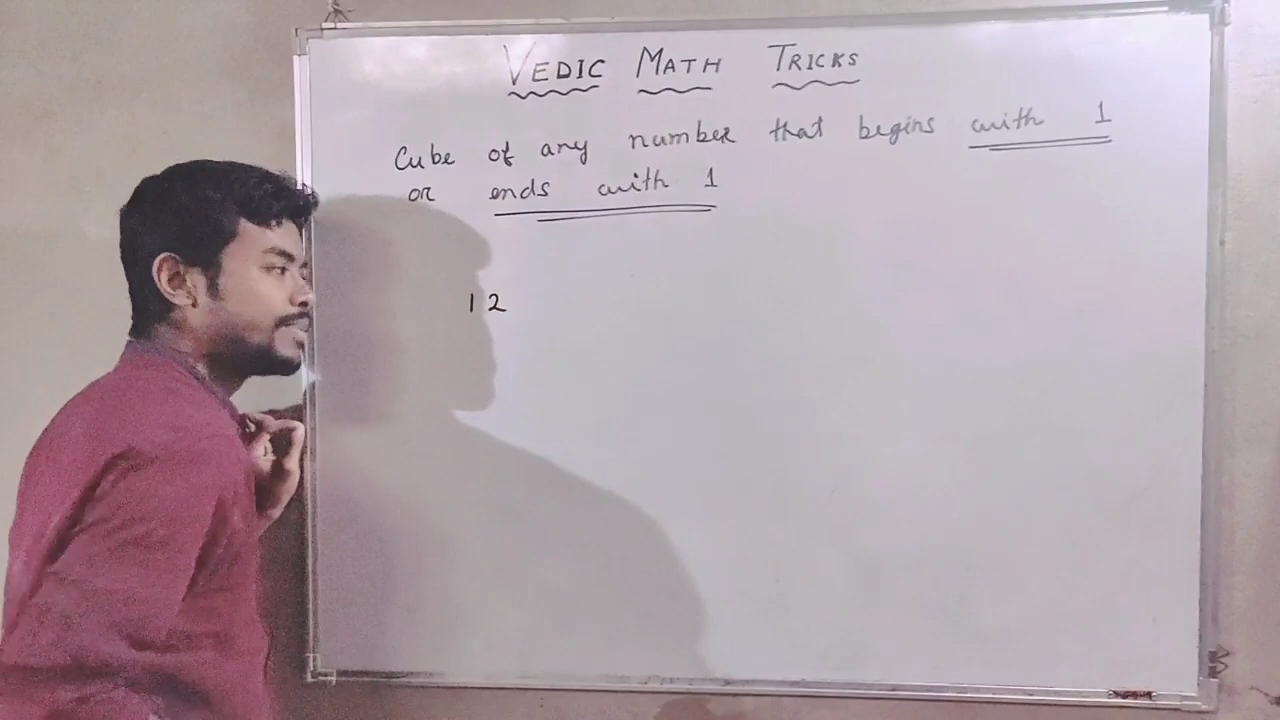 VEDIC MATH TRICKS
Cube of any number that begins with 1
or ends with 1
12